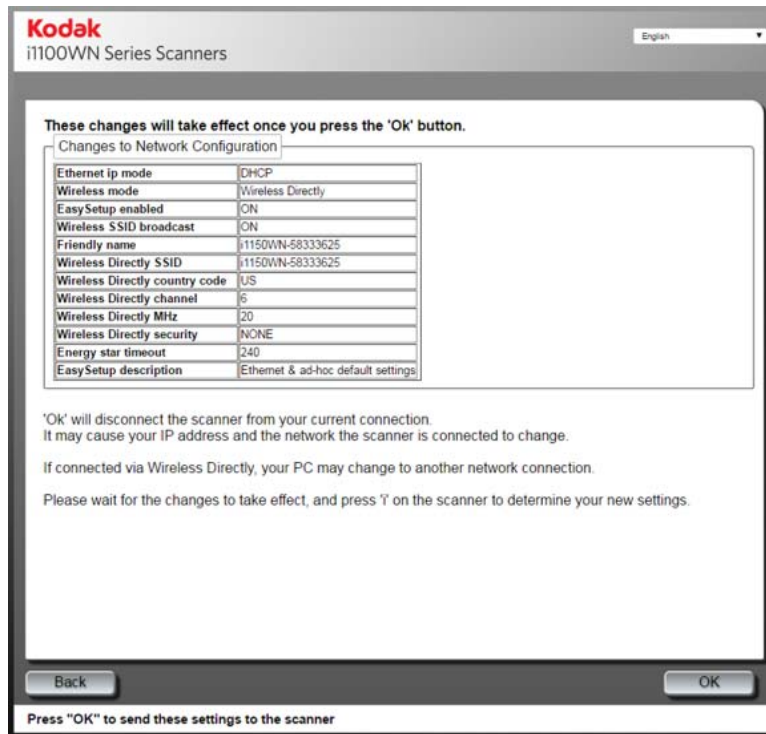 Kodak
i1100WN Series Scanners
English
These changes will take effect once you press the 'Ok' button.
Changes to Network Configuration
Ethernet ip mode DHCP
Wireless mode Wireless Directly
EasySetup enabled ON
Wireless SSID broadcast ON
Friendly name i1150WN-58333625
Wireless Directly SSID i1150WN-58333625
Wireless Directly country code US
Wireless Directly channel 6
Wireless Directly MHz 20
Wireless Directly security NONE
Energy star timeout 240
EasySetup description Ethernet & ad-hoc default settings
'Ok' will disconnect the scanner from your current connection.
It may cause your IP address and the network the scanner is connected to change.
If connected via Wireless Directly, your PC may change to another network connection.
Please wait for the changes to take effect, and press 'i' on the scanner to determine your new settings.
Back
OK
Press "OK" to send these settings to the scanner